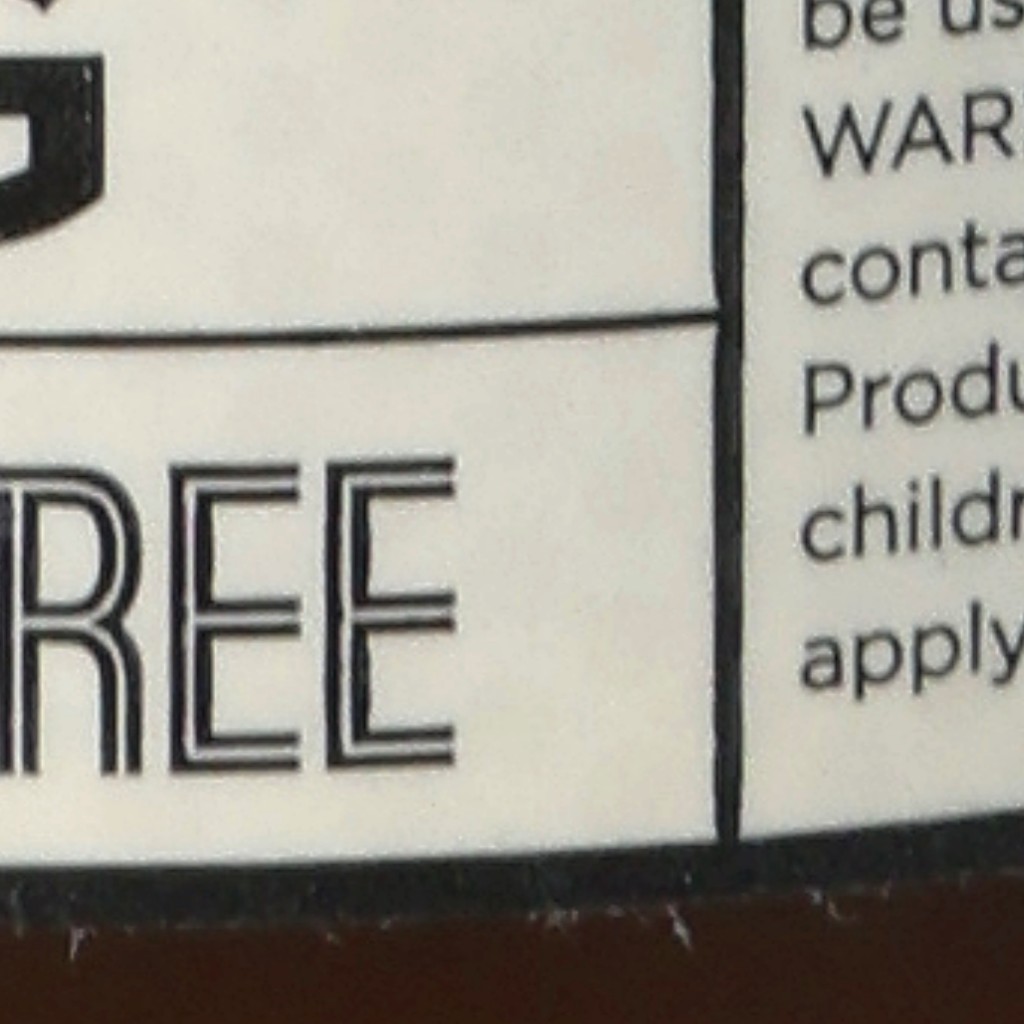 G
REE
be us
WAR
conta
Produ
childr
apply